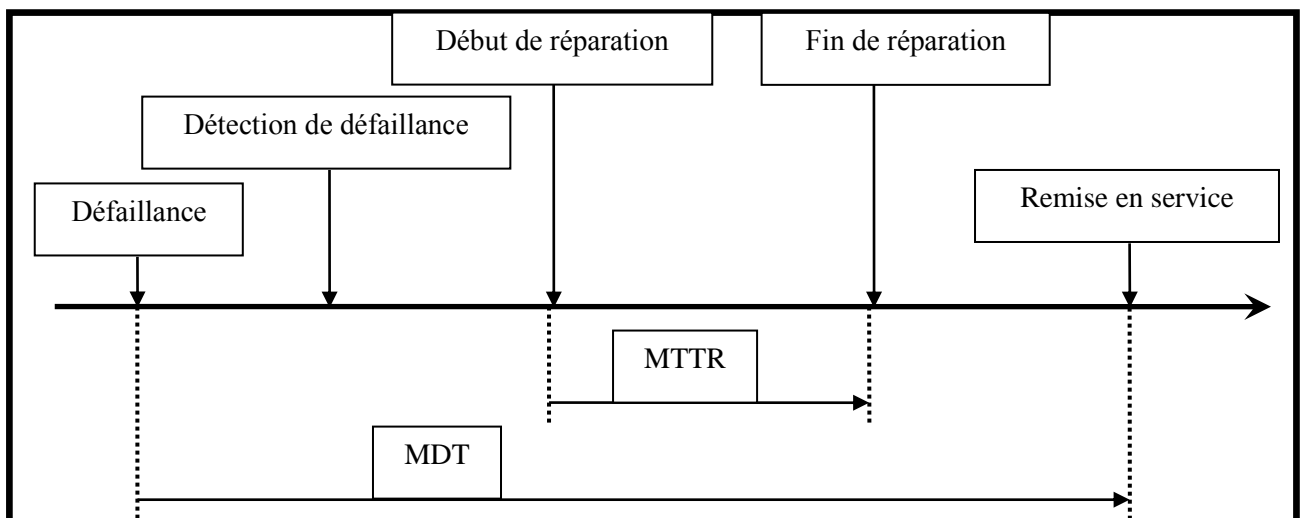 Début de réparation
Fin de réparation
Détection de défaillance
Défaillance
Remise en service
MTTR
MDT